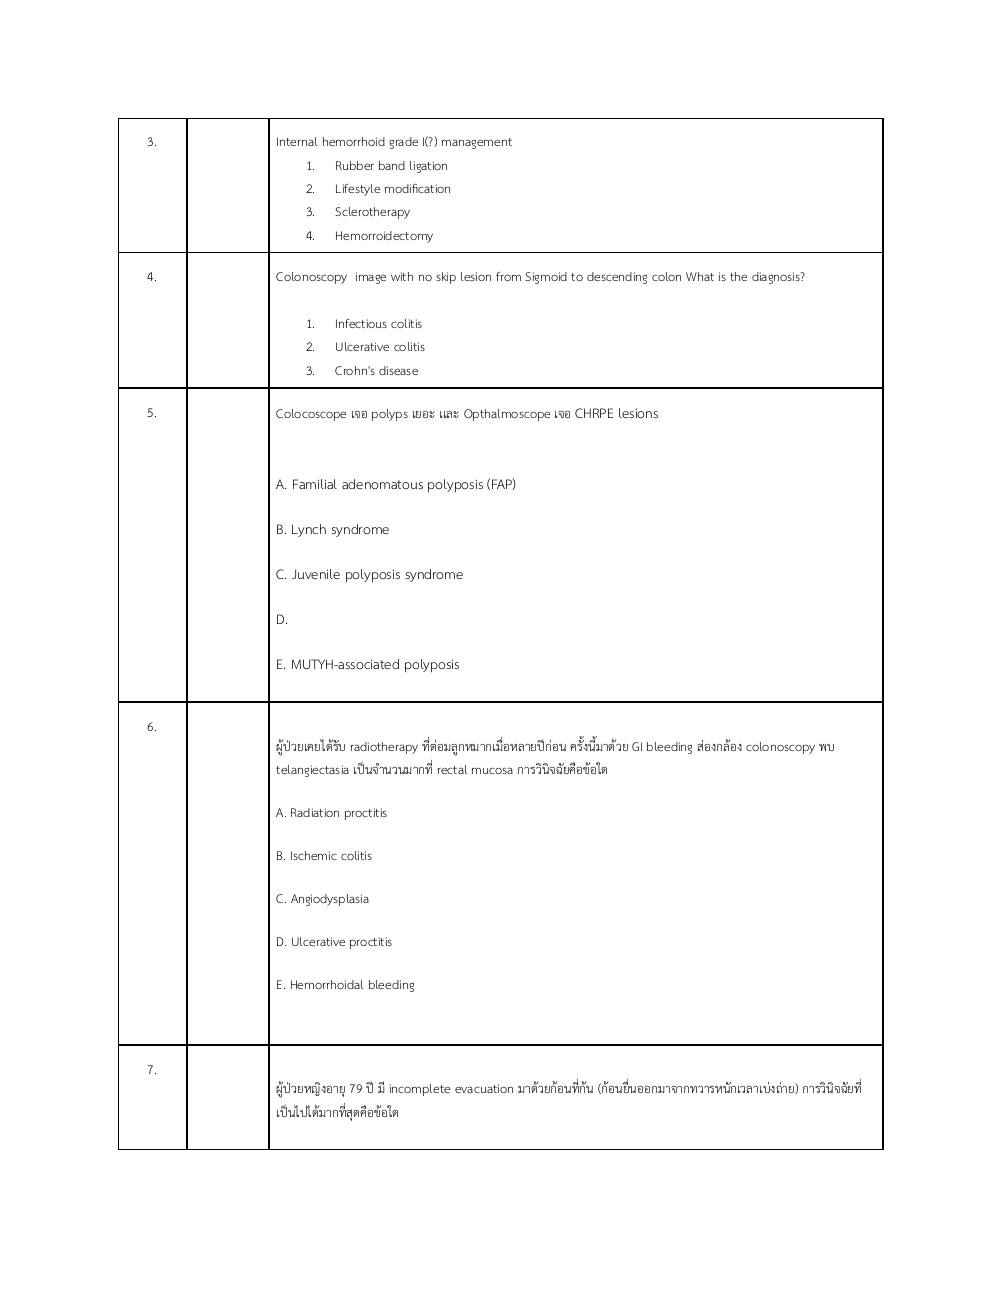 3.
Internal hemorrhoid grade I(?) management
1. Rubber band ligation
2. Lifestyle modification
3. Sclerotherapy
4. Hemorroidectomy
4.
Colonoscopy  image with no skip lesion from Sigmoid to descending colon What is the diagnosis?
1. Infectious colitis
2. Ulcerative colitis
3. Crohn's disease
5.
Colocoscope เจอ polyps เยอะ และ Opthalmoscope เจอ CHRPE lesions
A. Familial adenomatous polyposis (FAP)
B. Lynch syndrome
C. Juvenile polyposis syndrome
D.
E. MUTYH-associated polyposis
6.
ผู้ป่วยเคยได้รับ radiotherapy ที่ต่อมลูกหมากเมื่อหลายปีก่อน ครั้งนี้มาด้วย GI bleeding ส่องกล้อง colonoscopy พบ
telangiectasia เป็นจำนวนมากที่ rectal mucosa การวินิจฉัยคือข้อใด
A. Radiation proctitis
B. Ischemic colitis
C. Angiodysplasia
D. Ulcerative proctitis
E. Hemorrhoidal bleeding
7.
ผู้ป่วยหญิงอายุ 79 ปี มี incomplete evacuation มาด้วยก้อนที่ก้น (ก้อนยื่นออกมาจากทวารหนักเวลาเบ่งถ่าย) การวินิจฉัยที่
เป็นไปได้มากที่สุดคือข้อใด